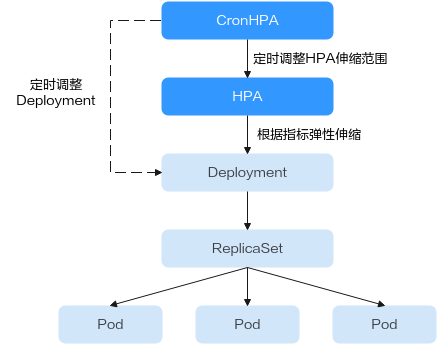 CronHPA
定时调整HPA伸缩范围
定时调整
Deployment
HPA
根据指标弹性伸缩
Deployment
ReplicaSet
Pod
Pod
Pod